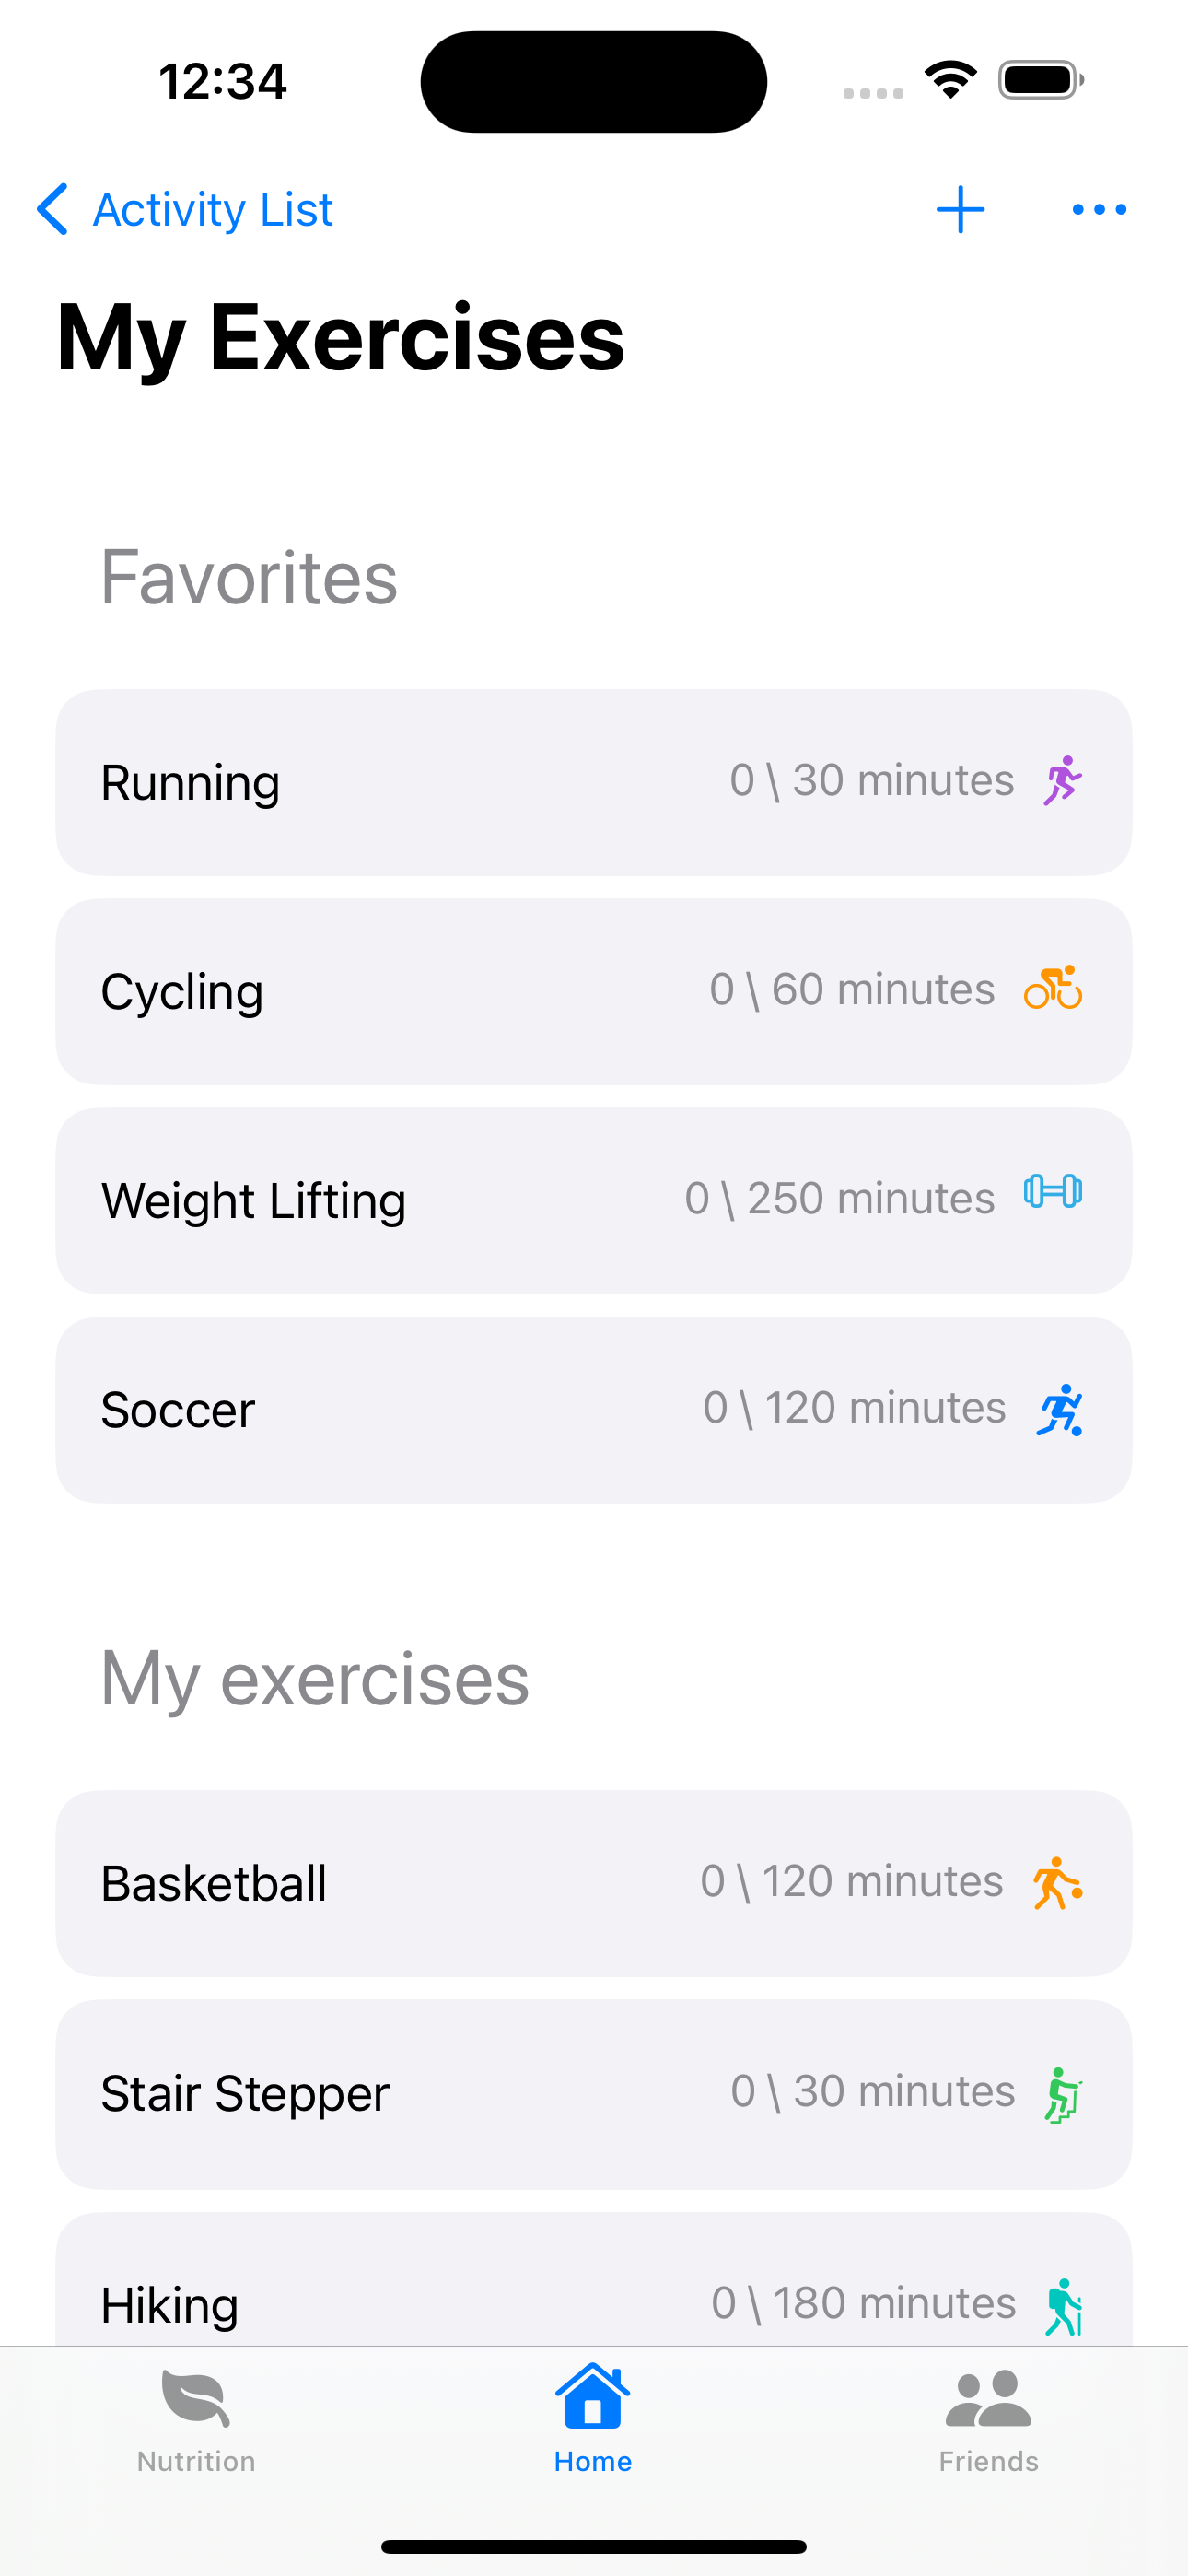 12:34
Activity List
My Exercises
Favorites
Running 0 \ 30 minutes
Cycling 0 \ 60 minutes
Weight Lifting 0 \ 250 minutes
Soccer 0 \ 120 minutes
My exercises
Basketball 0 \ 120 minutes
Stair Stepper 0 \ 30 minutes
Hiking 0 \ 180 minutes
Nutrition Home Friends